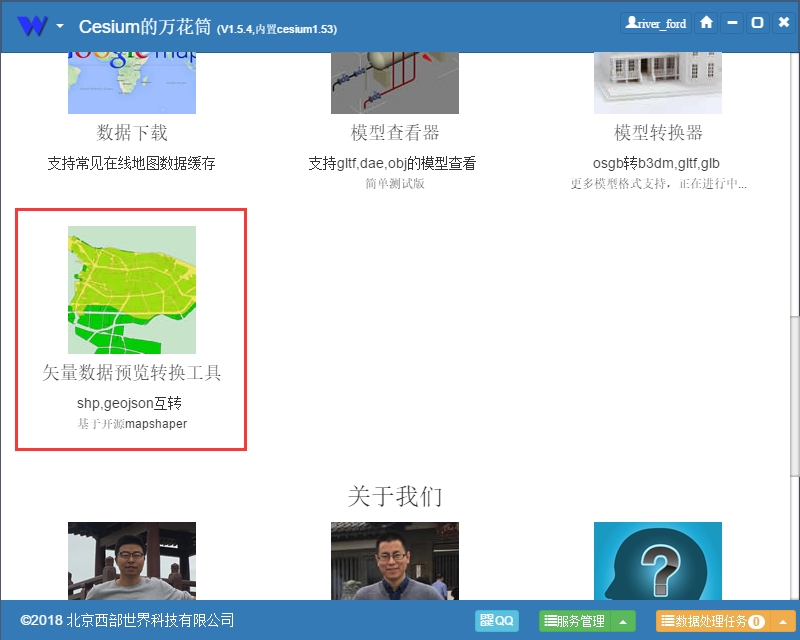 Cesium的万花筒 (V1.5.4,内置cesium1.53)
river_ford
Google Map
数据下载
支持常见在线地图数据缓存
模型查看器
支持gltf,dae,obj的模型查看
简单测试版
模型转换器
osgb转b3dm,gltf,glb
更多模型格式支持，正在进行中...
矢量数据预览转换工具
shp,geojson互转
基于开源mapshaper
关于我们
©2018 北京西部世界科技有限公司
QQ
服务管理
数据处理任务 0